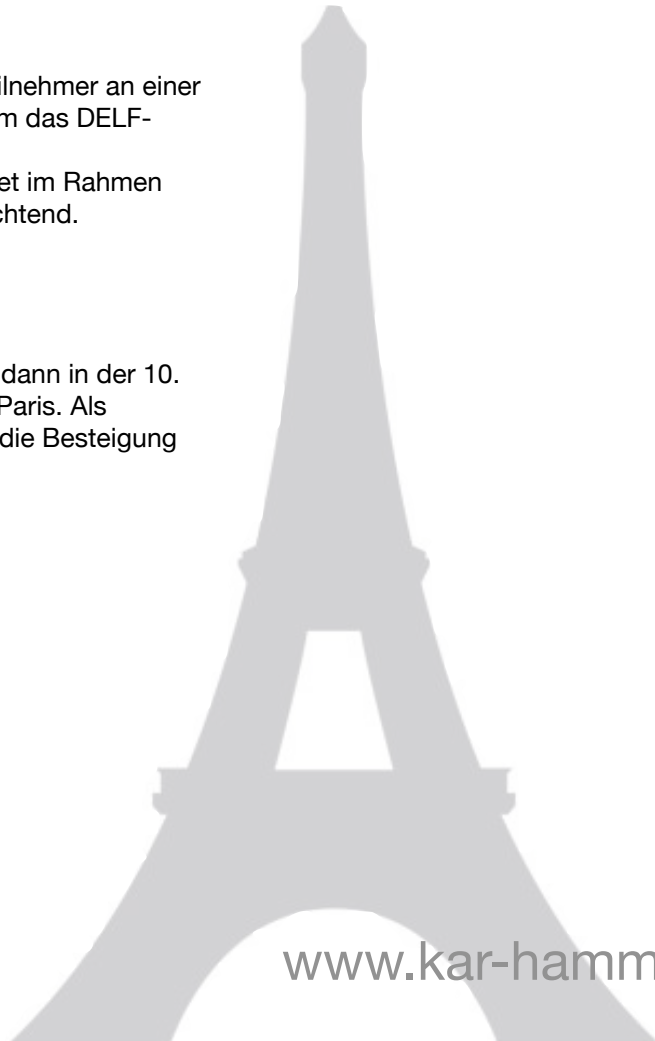 ilnehmer an einer
m das DELF-
et im Rahmen
chtend.
dann in der 10.
Paris. Als
die Besteigung
www.kar-hamm